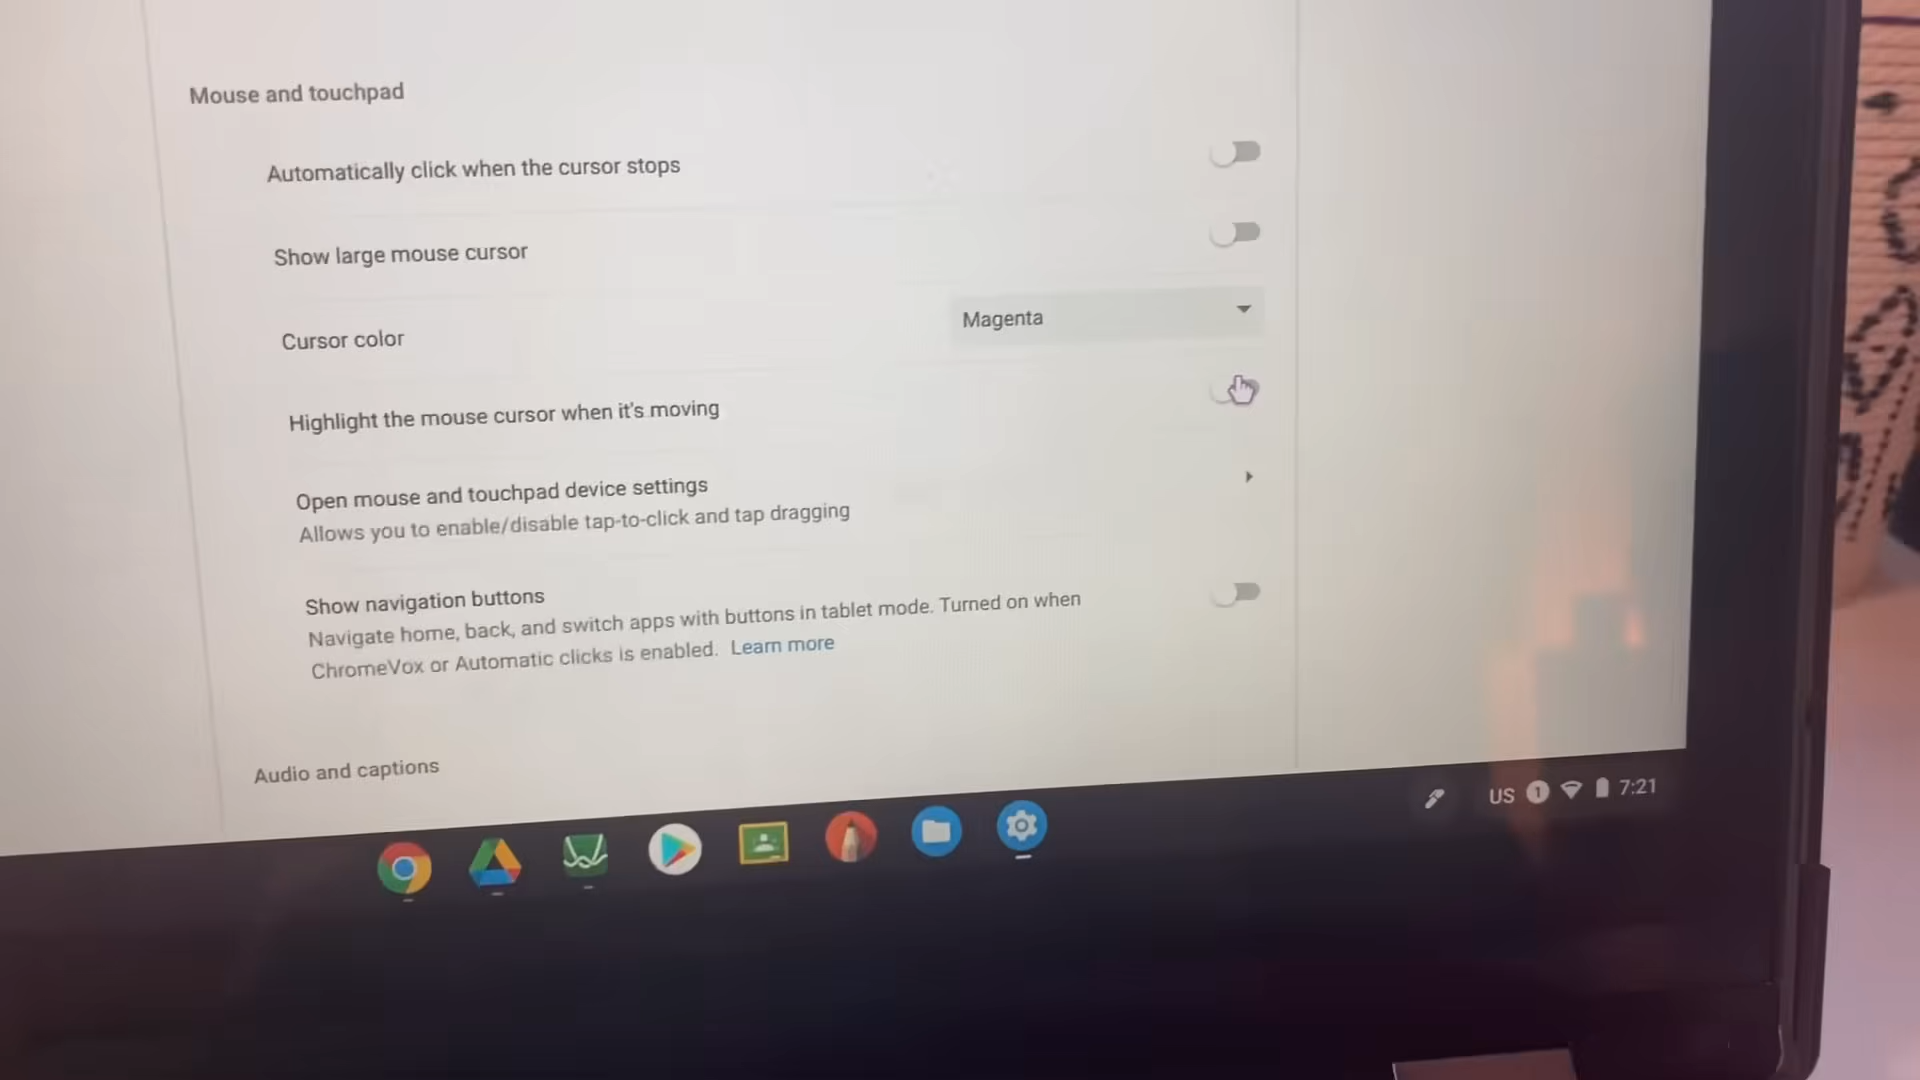 Mouse and touchpad
Automatically click when the cursor stops
Show large mouse cursor
Cursor color
Magenta
Highlight the mouse cursor when it's moving
Open mouse and touchpad device settings
Allows you to enable/disable tap-to-click and tap dragging
Show navigation buttons
Navigate home, back, and switch apps with buttons in tablet mode. Turned on when
ChromeVox or Automatic clicks is enabled. Learn more
Audio and captions
US 1 7:21